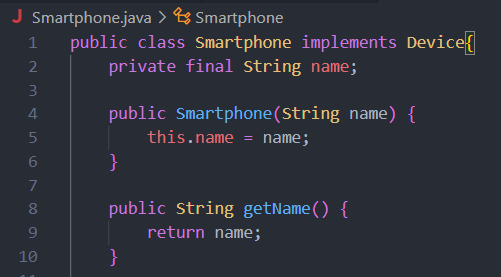 J Smartphone.java > Smartphone
1 public class Smartphone implements Device{
2     private final String name;
3
4     public Smartphone(String name) {
5         this.name = name;
6     }
7
8     public String getName() {
9         return name;
10     }